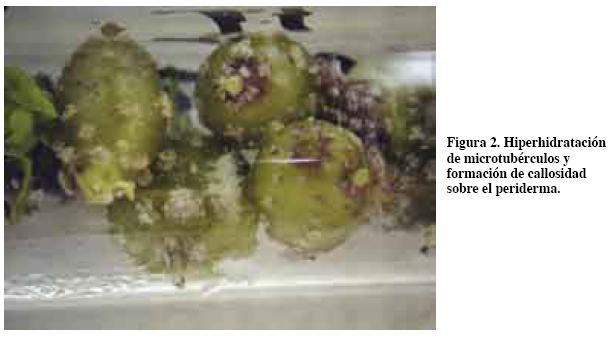 Figura 2. Hiperhidratación
de microtubérculos y
formación de callosidad
sobre el periderma.